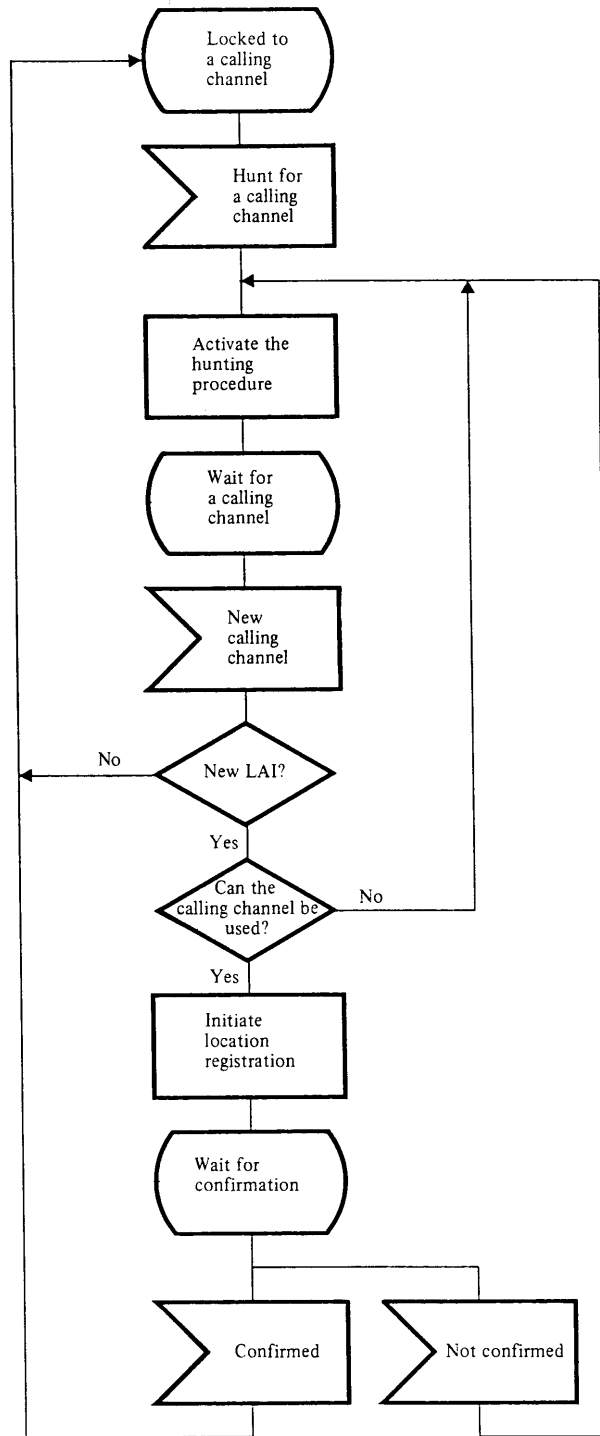 Locked to
a calling
channel
Hunt for
a calling
channel
Activate the
hunting
procedure
Wait for
a calling
channel
New
calling
channel
No
New LAI?
Yes
Can the
calling channel be
used?
No
Yes
Initiate
location
registration
Wait for
confirmation
Confirmed
Not confirmed